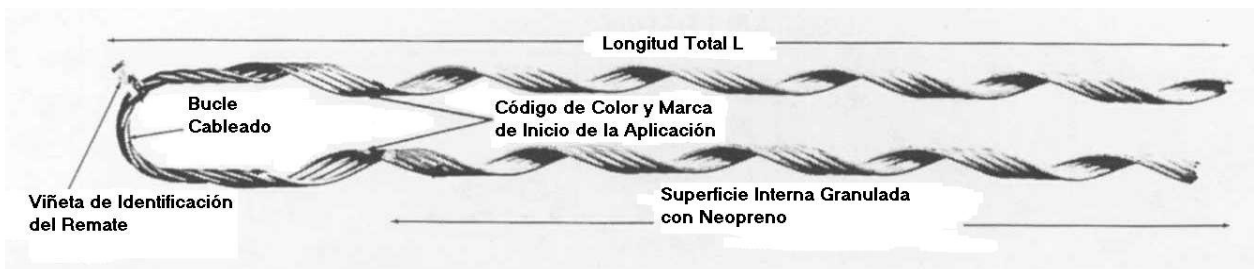 Longitud Total L
Bucle
Cableado
Código de Color y Marca
de Inicio de la Aplicación
Viñeta de Identificación
del Remate
Superficie Interna Granulada
con Neopreno